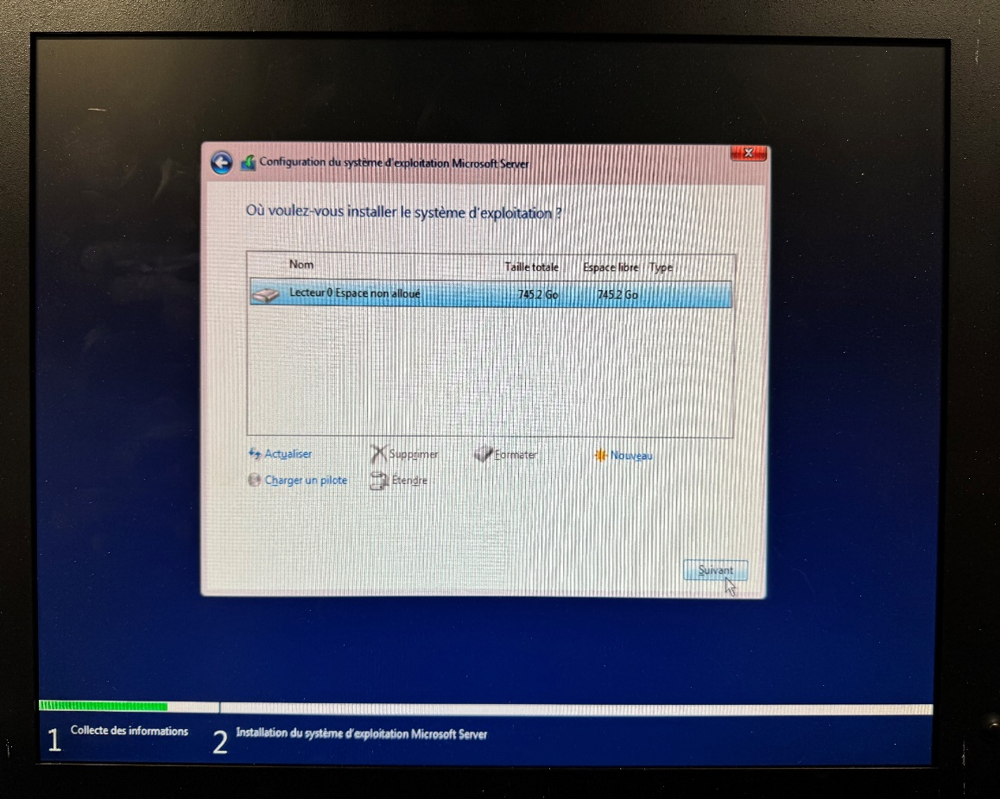 Configuration du système d'exploitation Microsoft Server
Où voulez-vous installer le système d'exploitation ?
Nom Taille totale Espace libre Type
Lecteur 0 Espace non alloué 745.2 Go 745.2 Go
Actualiser Supprimer Formater Nouveau
Charger un pilote Étendre
Suivant
1 Collecte des informations 2 Installation du système d'exploitation Microsoft Server